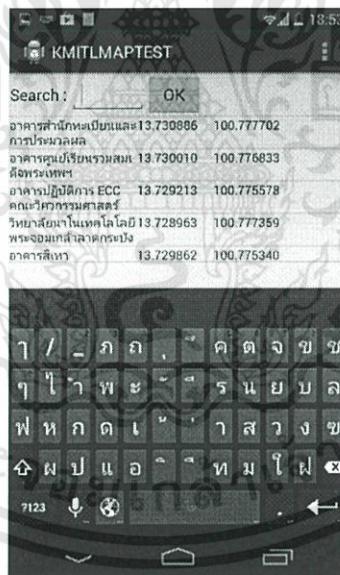 18:53
KMITLMAPTEST
Search : OK
อาคารสำนักทะเบียนและ 13.730886 100.777702
การประมวลผล
อาคารศูนย์เรียนรวมสมเ 13.730010 100.776833
ด็จพระเทพฯ
อาคารปฏิบัติการ ECC 13.729213 100.775578
คณะวิศวกรรมศาสตร์
วิทยาลัยนาโนเทคโลโลยี 13.728963 100.777359
พระจอมเกล้าลาดกระบัง
อาคารสีเทา 13.729862 100.775340
ๅ / _ ภ ถ ุ ึ ค ต จ ข ช
ๆ ไ ำ พ ะ ั ี ร น ย บ ล
ฟ ห ก ด เ ้ ่ า ส ว ง ฃ
ผ ป แ อ ิ ื ท ม ใ ฝ
?123 .